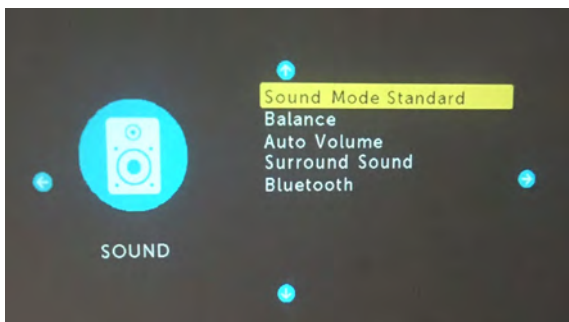 Sound Mode Standard
Balance
Auto Volume
Surround Sound
Bluetooth
SOUND